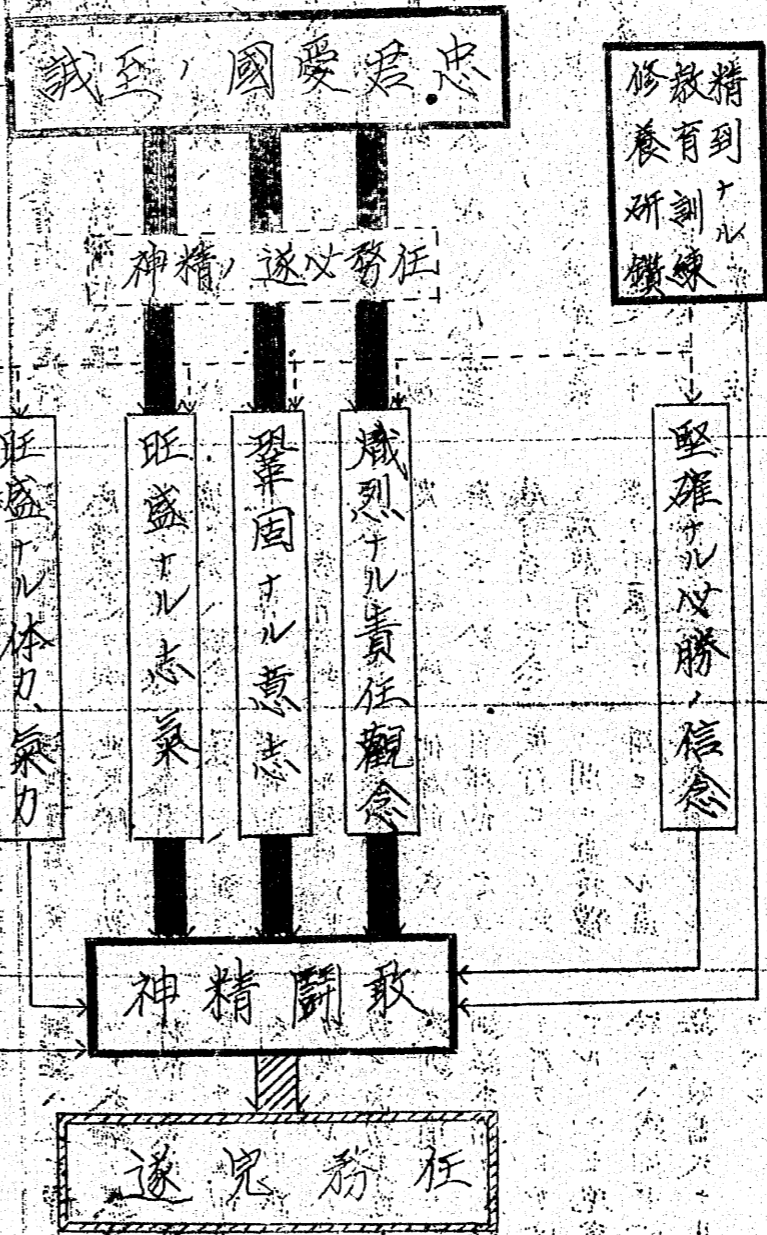 忠君愛國ノ至誠
精到ナル
教育訓練
修養研鑽
任務必遂ノ精神
堅確ナル必勝ノ信念
熾烈ナル責任觀念
鞏固ナル意志
旺盛ナル志氣
旺盛ナル体力、氣力
敢鬪精神
任務完遂